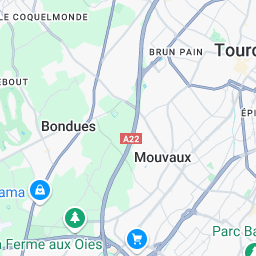 LE COQUELMONDE
BRUN PAIN
Tourc
EBOUT
ÉPI
Bondues
A22
Mouvaux
ama
Parc Ba
a Ferme aux Oies